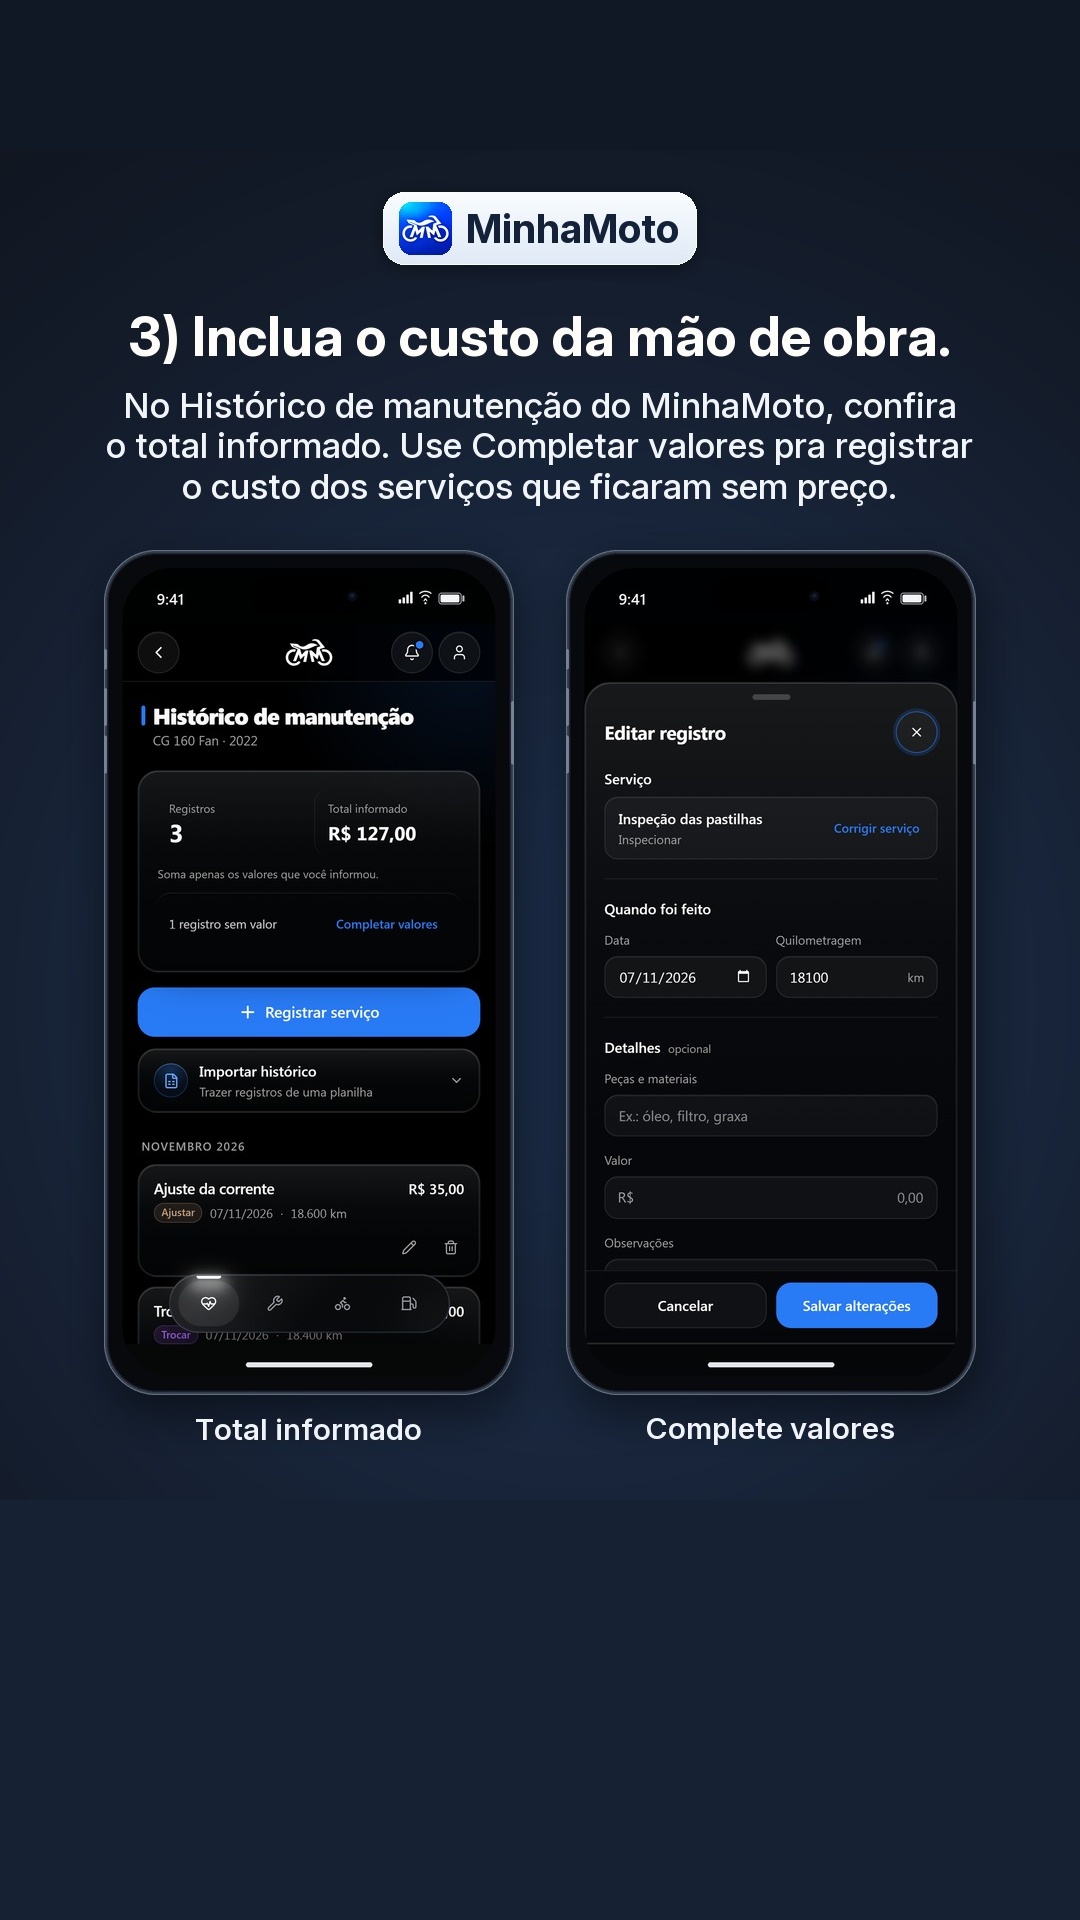 MinhaMoto
3) Inclua o custo da mão de obra.
No Histórico de manutenção do MinhaMoto, confira
o total informado. Use Completar valores pra registrar
o custo dos serviços que ficaram sem preço.
9:41
Histórico de manutenção
CG 160 Fan · 2022
Registros
3
Total informado
R$ 127,00
Soma apenas os valores que você informou.
1 registro sem valor
Completar valores
+ Registrar serviço
Importar histórico
Trazer registros de uma planilha
NOVEMBRO 2026
Ajuste da corrente
R$ 35,00
Ajustar
07/11/2026 · 18.600 km
Trocar
07/11/2026 · 18.400 km
Total informado
9:41
Editar registro
Serviço
Inspeção das pastilhas
Inspecionar
Corrigir serviço
Quando foi feito
Data
Quilometragem
07/11/2026
18100 km
Detalhes opcional
Peças e materiais
Ex.: óleo, filtro, graxa
Valor
R$ 0,00
Observações
Cancelar
Salvar alterações
Complete valores